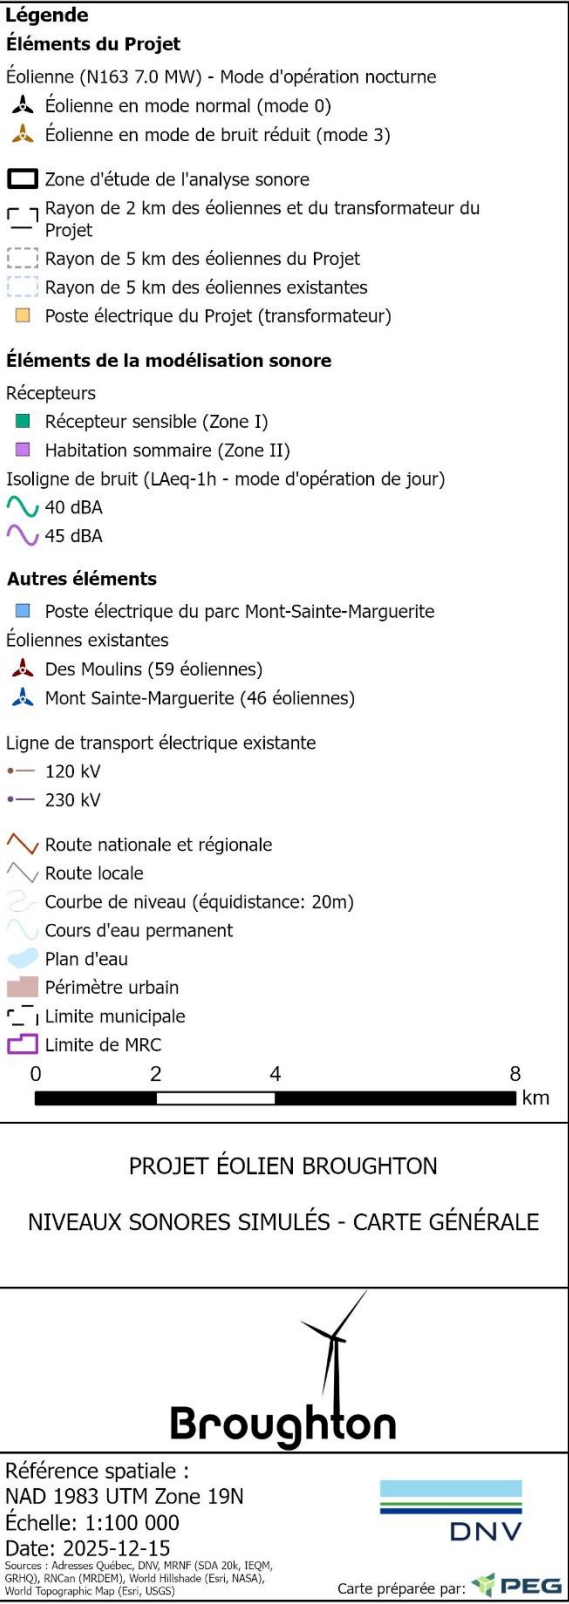 Légende
Éléments du Projet
Éolienne (N163 7.0 MW) - Mode d'opération nocturne
Éolienne en mode normal (mode 0)
Éolienne en mode de bruit réduit (mode 3)
Zone d'étude de l'analyse sonore
Rayon de 2 km des éoliennes et du transformateur du
Projet
Rayon de 5 km des éoliennes du Projet
Rayon de 5 km des éoliennes existantes
Poste électrique du Projet (transformateur)
Éléments de la modélisation sonore
Récepteurs
Récepteur sensible (Zone I)
Habitation sommaire (Zone II)
Isoligne de bruit (LAeq-1h - mode d'opération de jour)
40 dBA
45 dBA
Autres éléments
Poste électrique du parc Mont-Sainte-Marguerite
Éoliennes existantes
Des Moulins (59 éoliennes)
Mont Sainte-Marguerite (46 éoliennes)
Ligne de transport électrique existante
120 kV
230 kV
Route nationale et régionale
Route locale
Courbe de niveau (équidistance: 20m)
Cours d'eau permanent
Plan d'eau
Périmètre urbain
Limite municipale
Limite de MRC
0 2 4 8
km
PROJET ÉOLIEN BROUGHTON
NIVEAUX SONORES SIMULÉS - CARTE GÉNÉRALE
Broughton
Référence spatiale :
NAD 1983 UTM Zone 19N
Échelle: 1:100 000
Date: 2025-12-15
Sources : Adresses Québec, DNV, MRNF (SDA 20k, IEQM,
GRHQ), RNCan (MRDEM), World Hillshade (Esri, NASA),
World Topographic Map (Esri, USGS)
DNV
Carte préparée par: PEG